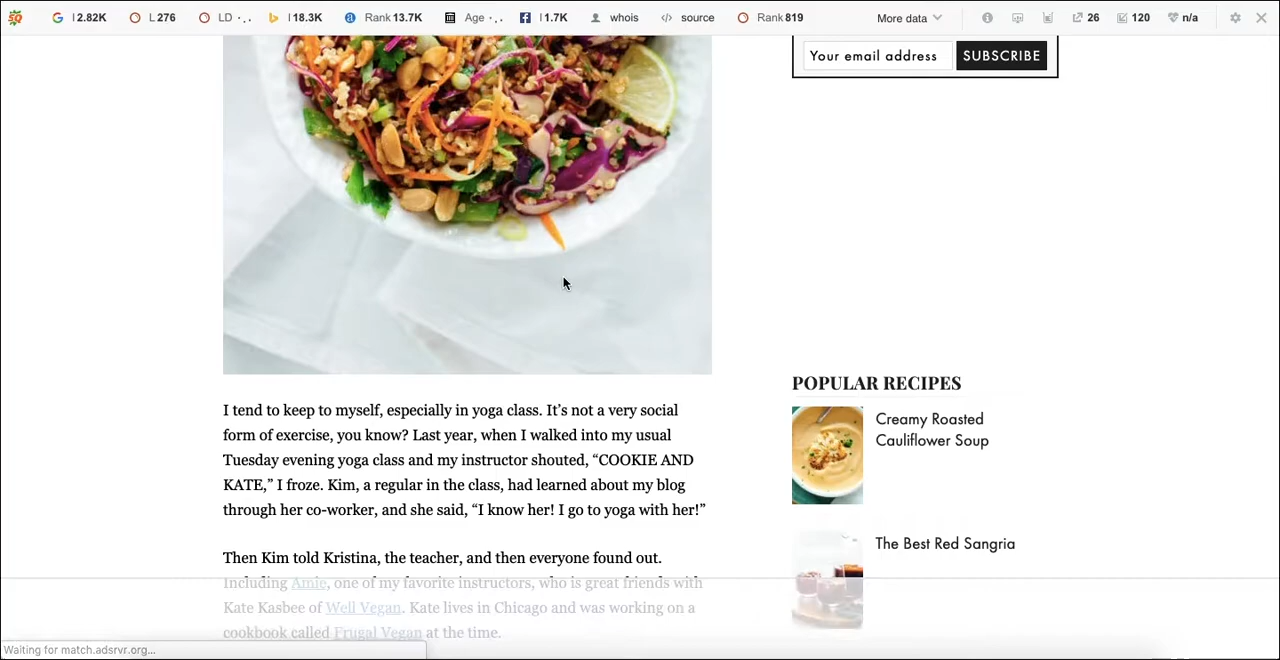 I 2.82K
L 276
LD
I 18.3K
Rank 13.7K
Age
I 1.7K
whois
source
Rank 819
More data
26
120
n/a
Your email address
SUBSCRIBE
I tend to keep to myself, especially in yoga class. It’s not a very social
form of exercise, you know? Last year, when I walked into my usual
Tuesday evening yoga class and my instructor shouted, “COOKIE AND
KATE,” I froze. Kim, a regular in the class, had learned about my blog
through her co-worker, and she said, “I know her! I go to yoga with her!”
Then Kim told Kristina, the teacher, and then everyone found out.
Including Amie, one of my favorite instructors, who is great friends with
Kate Kasbee of Well Vegan. Kate lives in Chicago and was working on a
cookbook called Frugal Vegan at the time.
POPULAR RECIPES
Creamy Roasted
Cauliflower Soup
The Best Red Sangria
Waiting for match.adsrvr.org...